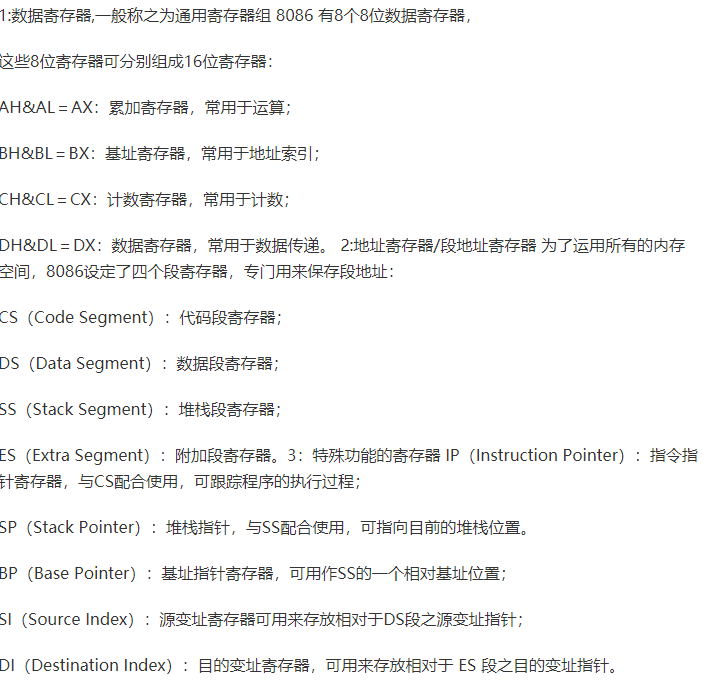 1:数据寄存器,一般称之为通用寄存器组 8086 有8个8位数据寄存器，
这些8位寄存器可分别组成16位寄存器：
AH&AL＝AX：累加寄存器，常用于运算；
BH&BL＝BX：基址寄存器，常用于地址索引；
CH&CL＝CX：计数寄存器，常用于计数；
DH&DL＝DX：数据寄存器，常用于数据传递。 2:地址寄存器/段地址寄存器 为了运用所有的内存
空间，8086设定了四个段寄存器，专门用来保存段地址：
CS（Code Segment）：代码段寄存器；
DS（Data Segment）：数据段寄存器；
SS（Stack Segment）：堆栈段寄存器；
ES（Extra Segment）：附加段寄存器。3：特殊功能的寄存器 IP（Instruction Pointer）：指令指
针寄存器，与CS配合使用，可跟踪程序的执行过程；
SP（Stack Pointer）：堆栈指针，与SS配合使用，可指向目前的堆栈位置。
BP（Base Pointer）：基址指针寄存器，可用作SS的一个相对基址位置；
SI（Source Index）：源变址寄存器可用来存放相对于DS段之源变址指针；
DI（Destination Index）：目的变址寄存器，可用来存放相对于 ES 段之目的变址指针。